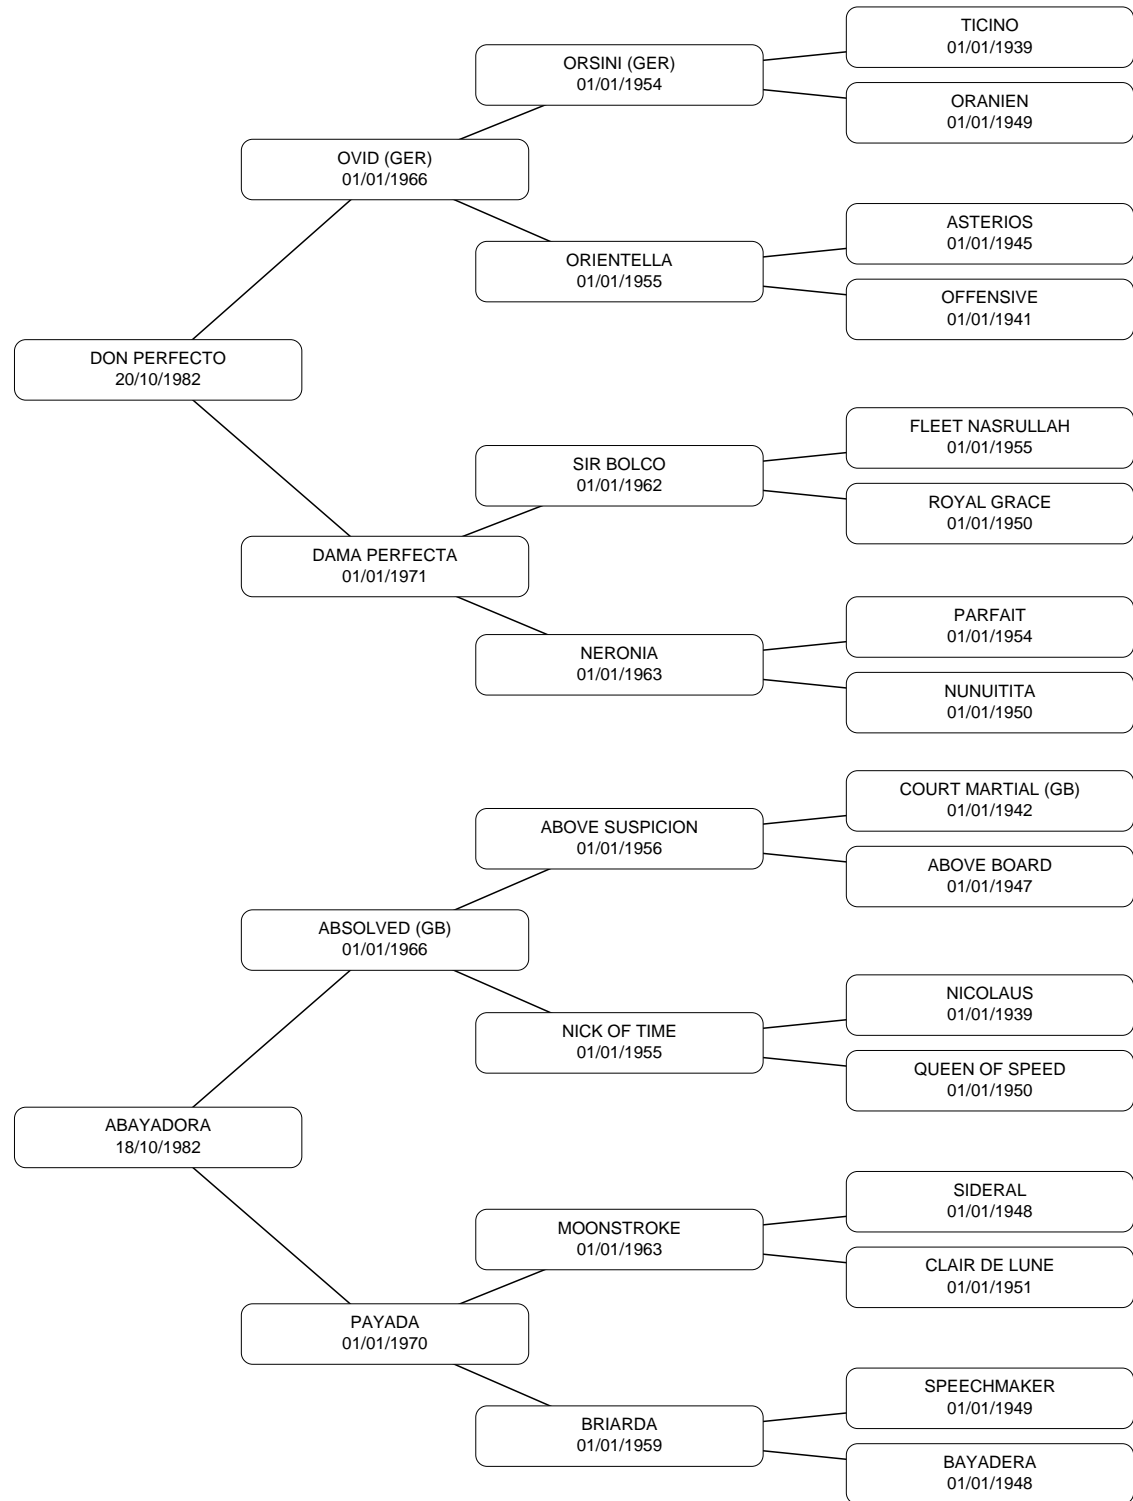 TICINO
01/01/1939
ORSINI (GER)
01/01/1954
ORANIEN
01/01/1949
OVID (GER)
01/01/1966
ASTERIOS
01/01/1945
ORIENTELLA
01/01/1955
OFFENSIVE
01/01/1941
DON PERFECTO
20/10/1982
FLEET NASRULLAH
01/01/1955
SIR BOLCO
01/01/1962
ROYAL GRACE
01/01/1950
DAMA PERFECTA
01/01/1971
PARFAIT
01/01/1954
NERONIA
01/01/1963
NUNUITITA
01/01/1950
COURT MARTIAL (GB)
01/01/1942
ABOVE SUSPICION
01/01/1956
ABOVE BOARD
01/01/1947
ABSOLVED (GB)
01/01/1966
NICOLAUS
01/01/1939
NICK OF TIME
01/01/1955
QUEEN OF SPEED
01/01/1950
ABAYADORA
18/10/1982
SIDERAL
01/01/1948
MOONSTROKE
01/01/1963
CLAIR DE LUNE
01/01/1951
PAYADA
01/01/1970
SPEECHMAKER
01/01/1949
BRIARDA
01/01/1959
BAYADERA
01/01/1948